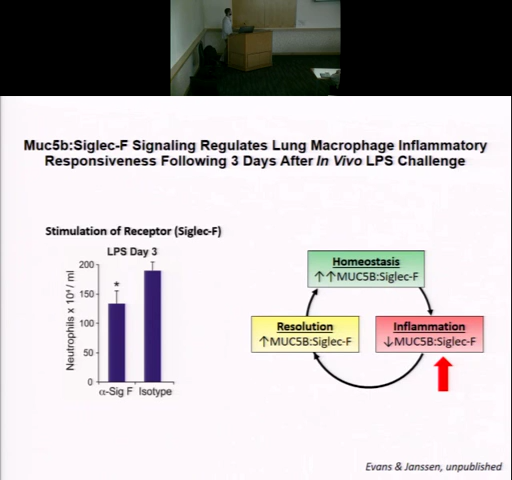 Muc5b:Siglec-F Signaling Regulates Lung Macrophage Inflammatory
Responsiveness Following 3 Days After In Vivo LPS Challenge
Stimulation of Receptor (Siglec-F)
LPS Day 3
Neutrophils x 10⁴ / ml
200
150
100
50
0
*
α-Sig F
Isotype
Homeostasis
↑↑MUC5B:Siglec-F
Resolution
↑MUC5B:Siglec-F
Inflammation
↓MUC5B:Siglec-F
Evans & Janssen, unpublished